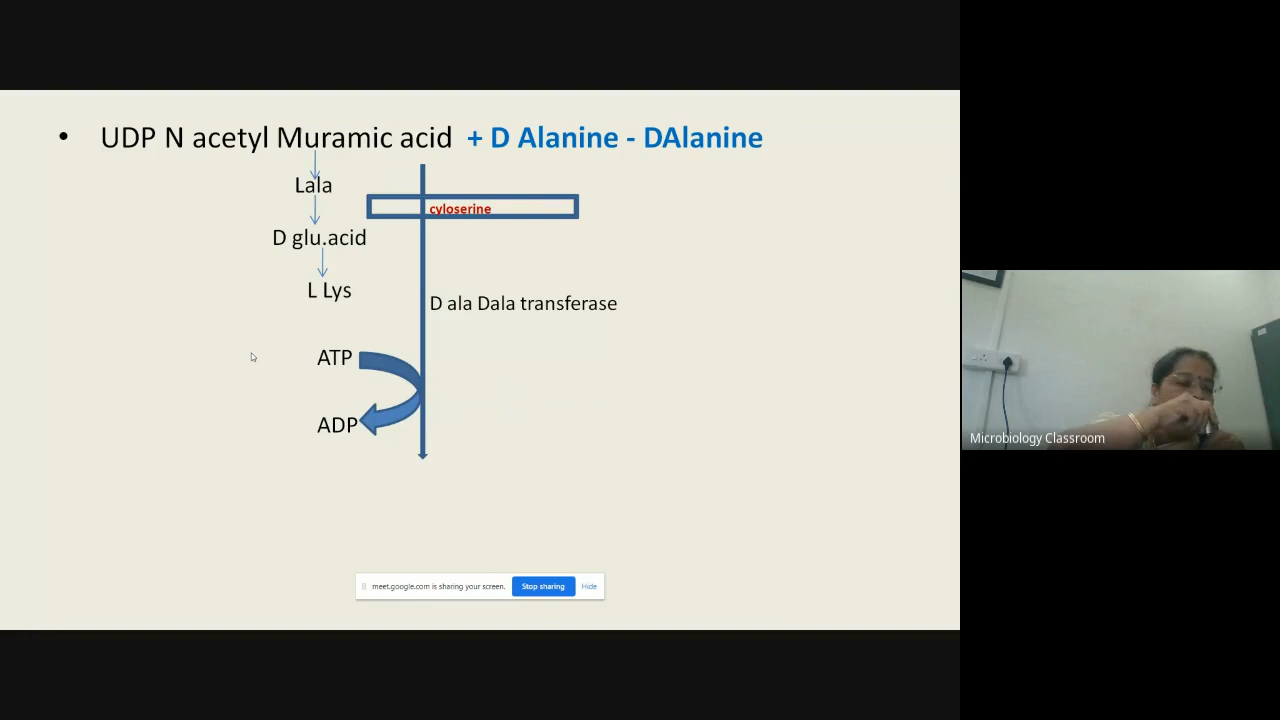 • UDP N acetyl Muramic acid + D Alanine - DAlanine
Lala
cyloserine
D glu.acid
L Lys
D ala Dala transferase
ATP
ADP
meet.google.com is sharing your screen. Stop sharing Hide
Microbiology Classroom